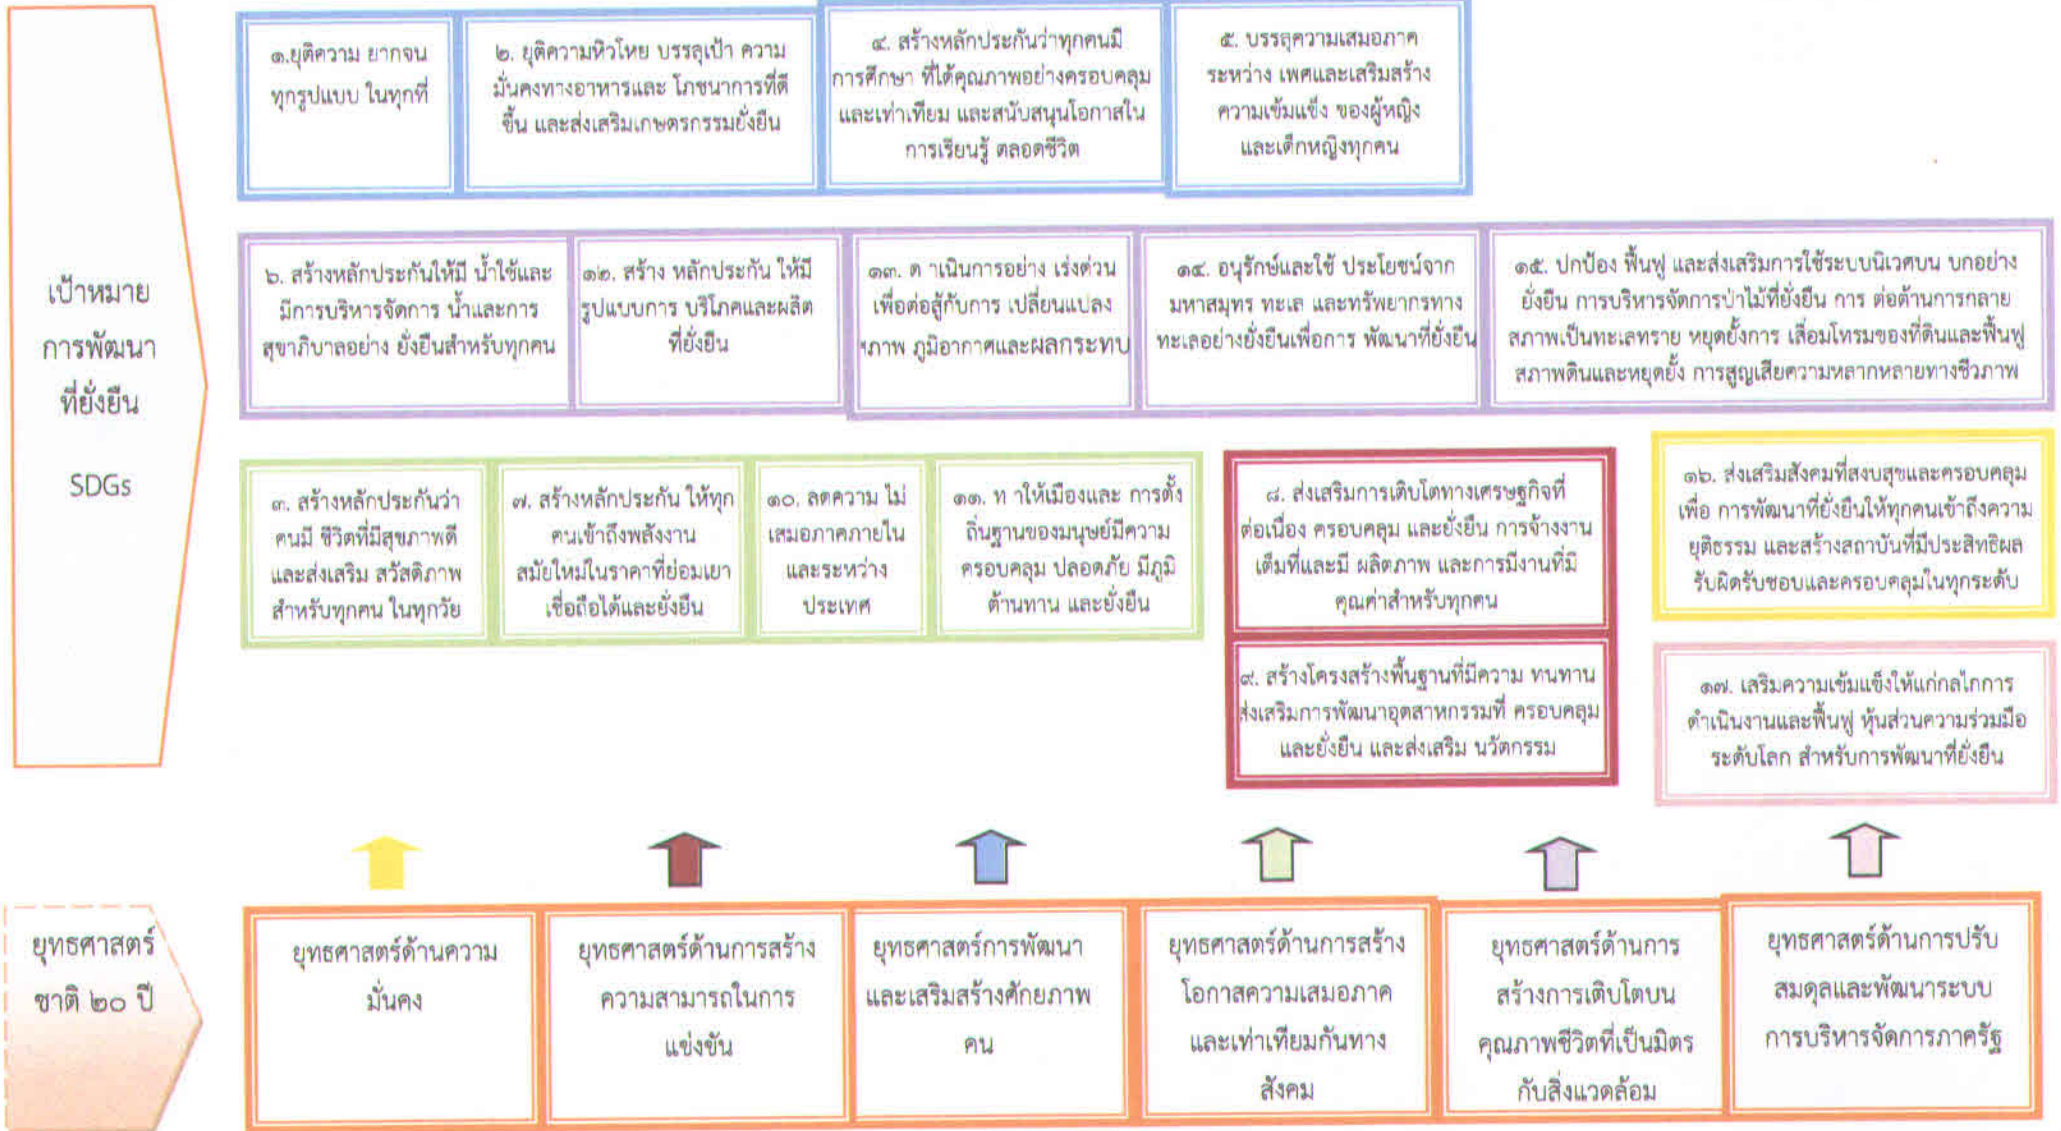 เป้าหมาย
การพัฒนา
ที่ยั่งยืน
SDGs
๑.ยุติความ ยากจน
ทุกรูปแบบ ในทุกที่
๒. ยุติความหิวโหย บรรลุเป้า ความ
มั่นคงทางอาหารและ โภชนาการที่ดี
ขึ้น และส่งเสริมเกษตรกรรมยั่งยืน
๔. สร้างหลักประกันว่าทุกคนมี
การศึกษา ที่ได้คุณภาพอย่างครอบคลุม
และเท่าเทียม และสนับสนุนโอกาสใน
การเรียนรู้ ตลอดชีวิต
๕. บรรลุความเสมอภาค
ระหว่าง เพศและเสริมสร้าง
ความเข้มแข็ง ของผู้หญิง
และเด็กหญิงทุกคน
๖. สร้างหลักประกันให้มี น้ำใช้และ
มีการบริหารจัดการ น้ำและการ
สุขาภิบาลอย่าง ยั่งยืนสำหรับทุกคน
๑๒. สร้าง หลักประกัน ให้มี
รูปแบบการ บริโภคและผลิต
ที่ยั่งยืน
๑๓. ด าเนินการอย่าง เร่งด่วน
เพื่อต่อสู้กับการ เปลี่ยนแปลง
ภาพ ภูมิอากาศและผลกระทบ
๑๔. อนุรักษ์และใช้ ประโยชน์จาก
มหาสมุทร ทะเล และทรัพยากรทาง
ทะเลอย่างยั่งยืนเพื่อการ พัฒนาที่ยั่งยืน
๑๕. ปกป้อง ฟื้นฟู และส่งเสริมการใช้ระบบนิเวศบน บกอย่าง
ยั่งยืน การบริหารจัดการป่าไม้ที่ยั่งยืน การ ต่อต้านการกลาย
สภาพเป็นทะเลทราย หยุดยั้งการ เสื่อมโทรมของที่ดินและฟื้นฟู
สภาพดินและหยุดยั้ง การสูญเสียความหลากหลายทางชีวภาพ
๓. สร้างหลักประกันว่า
คนมี ชีวิตที่มีสุขภาพดี
และส่งเสริม สวัสดิภาพ
สำหรับทุกคน ในทุกวัย
๗. สร้างหลักประกัน ให้ทุก
คนเข้าถึงพลังงาน
สมัยใหม่ในราคาที่ย่อมเยา
เชื่อถือได้และยั่งยืน
๑๐. ลดความ ไม่
เสมอภาคภายใน
และระหว่าง
ประเทศ
๑๑. ท าให้เมืองและ การตั้ง
ถิ่นฐานของมนุษย์มีความ
ครอบคลุม ปลอดภัย มีภูมิ
ต้านทาน และยั่งยืน
๘. ส่งเสริมการเติบโตทางเศรษฐกิจที่
ต่อเนื่อง ครอบคลุม และยั่งยืน การจ้างงาน
เต็มที่และมี ผลิตภาพ และการมีงานที่มี
คุณค่าสำหรับทุกคน
๙. สร้างโครงสร้างพื้นฐานที่มีความ ทนทาน
ส่งเสริมการพัฒนาอุตสาหกรรมที่ ครอบคลุม
และยั่งยืน และส่งเสริม นวัตกรรม
๑๖. ส่งเสริมสังคมที่สงบสุขและครอบคลุม
เพื่อ การพัฒนาที่ยั่งยืนให้ทุกคนเข้าถึงความ
ยุติธรรม และสร้างสถาบันที่มีประสิทธิผล
รับผิดรับชอบและครอบคลุมในทุกระดับ
๑๗. เสริมความเข้มแข็งให้แก่กลไกการ
ดำเนินงานและฟื้นฟู หุ้นส่วนความร่วมมือ
ระดับโลก สำหรับการพัฒนาที่ยั่งยืน
ยุทธศาสตร์
ชาติ ๒๐ ปี
ยุทธศาสตร์ด้านความ
มั่นคง
ยุทธศาสตร์ด้านการสร้าง
ความสามารถในการ
แข่งขัน
ยุทธศาสตร์การพัฒนา
และเสริมสร้างศักยภาพ
คน
ยุทธศาสตร์ด้านการสร้าง
โอกาสความเสมอภาค
และเท่าเทียมกันทาง
สังคม
ยุทธศาสตร์ด้านการ
สร้างการเติบโตบน
คุณภาพชีวิตที่เป็นมิตร
กับสิ่งแวดล้อม
ยุทธศาสตร์ด้านการปรับ
สมดุลและพัฒนาระบบ
การบริหารจัดการภาครัฐ